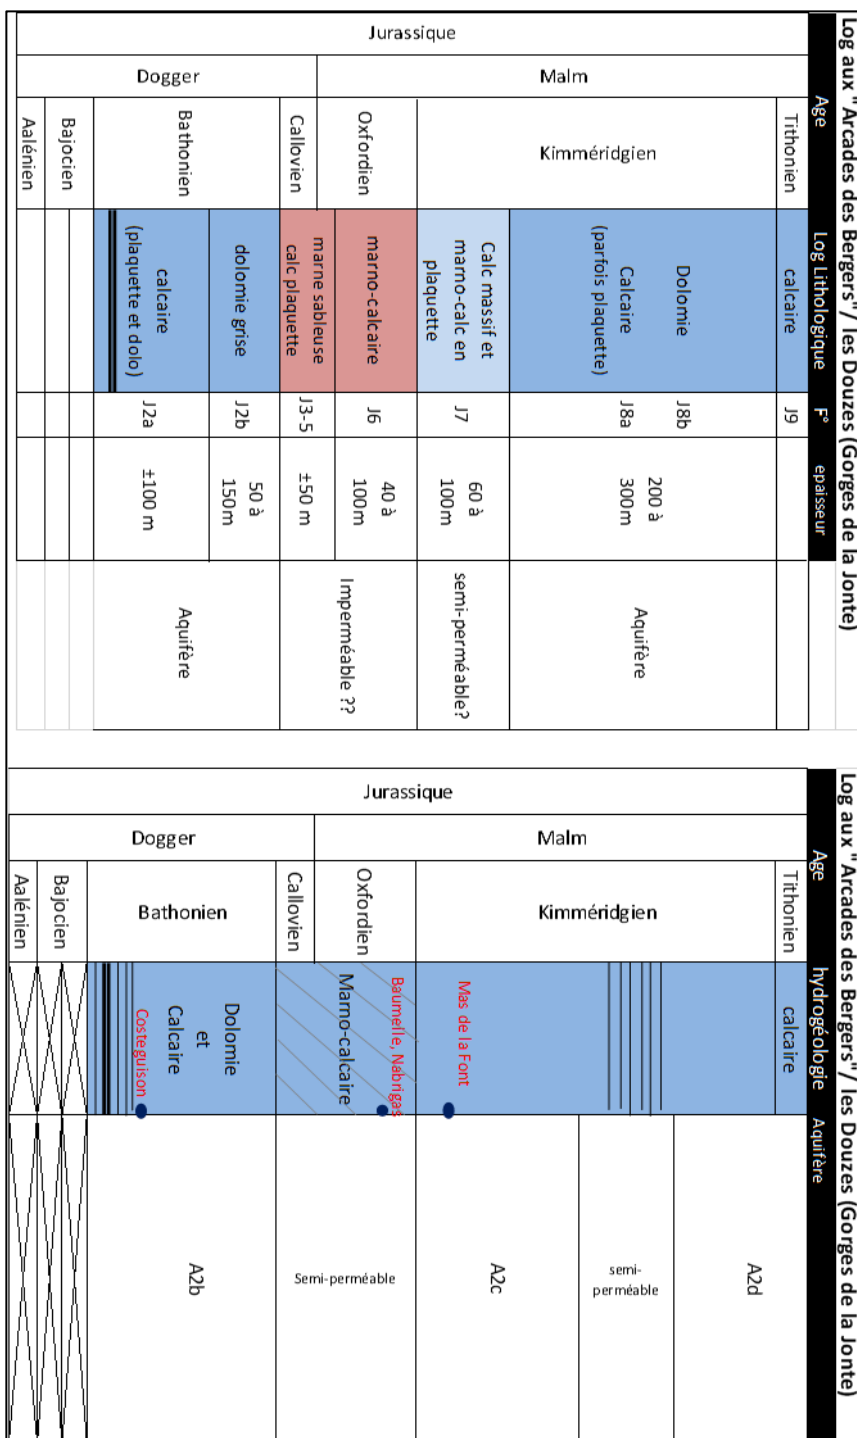 Log aux "Arcades des Bergers"/ les Douzes (Gorges de la Jonte)
Age
Log Lithologique
F°
epaisseur
Jurassique
Malm
Dogger
Tithonien
calcaire
J9
Kimméridgien
Dolomie
J8b
Calcaire
(parfois plaquette)
J8a
200 à
300m
Aquifère
Calc massif et
marno-calc en
plaquette
J7
60 à
100m
semi-perméable?
Oxfordien
marno-calcaire
J6
40 à
100m
Imperméable ??
Callovien
marne sableuse
calc plaquette
J3-5
±50 m
Bathonien
dolomie grise
J2b
50 à
150m
Aquifère
calcaire
(plaquette et dolo)
J2a
±100 m
Bajocien
Aalénien
Log aux "Arcades des Bergers"/ les Douzes (Gorges de la Jonte)
Age
hydrogéologie
Aquifère
Jurassique
Malm
Dogger
Tithonien
calcaire
Kimméridgien
A2d
semi-
perméable
A2c
Mas de la Font
Oxfordien
Baumelle, Nabrigas
Marno-calcaire
Semi-perméable
Callovien
Bathonien
Dolomie
et
Calcaire
Costeguison
A2b
Bajocien
Aalénien